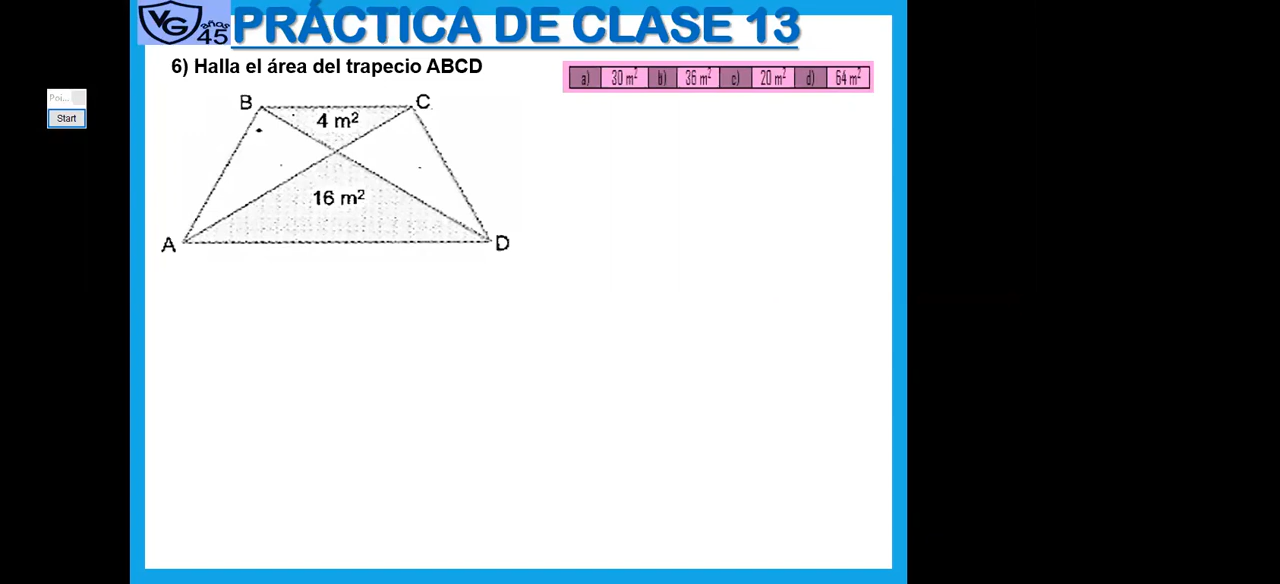 VG años 45
PRÁCTICA DE CLASE 13
6) Halla el área del trapecio ABCD
a) 30 m² b) 36 m² c) 20 m² d) 64 m²
Poi...
Start
B C
4 m²
16 m²
A D